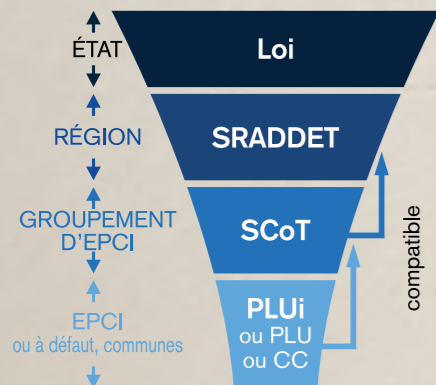 ÉTAT
Loi
RÉGION
SRADDET
GROUPEMENT
D'EPCI
SCoT
compatible
EPCI
ou à défaut, communes
PLUi
ou PLU
ou CC